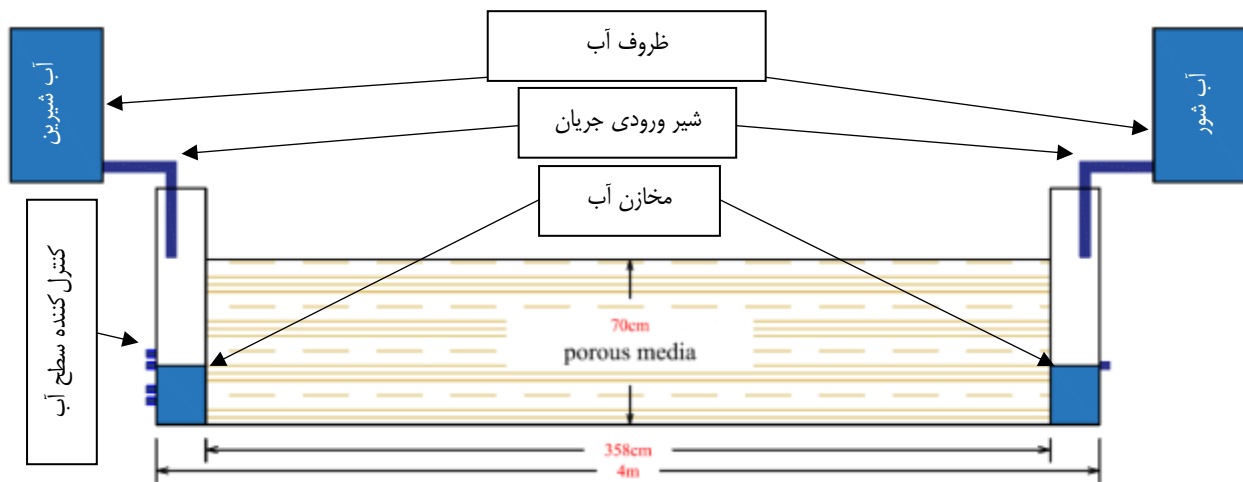 ظروف آب
آب شیرین
آب شور
شیر ورودی جریان
مخازن آب
کنترل کننده سطح آب
70cm
porous media
358cm
4m